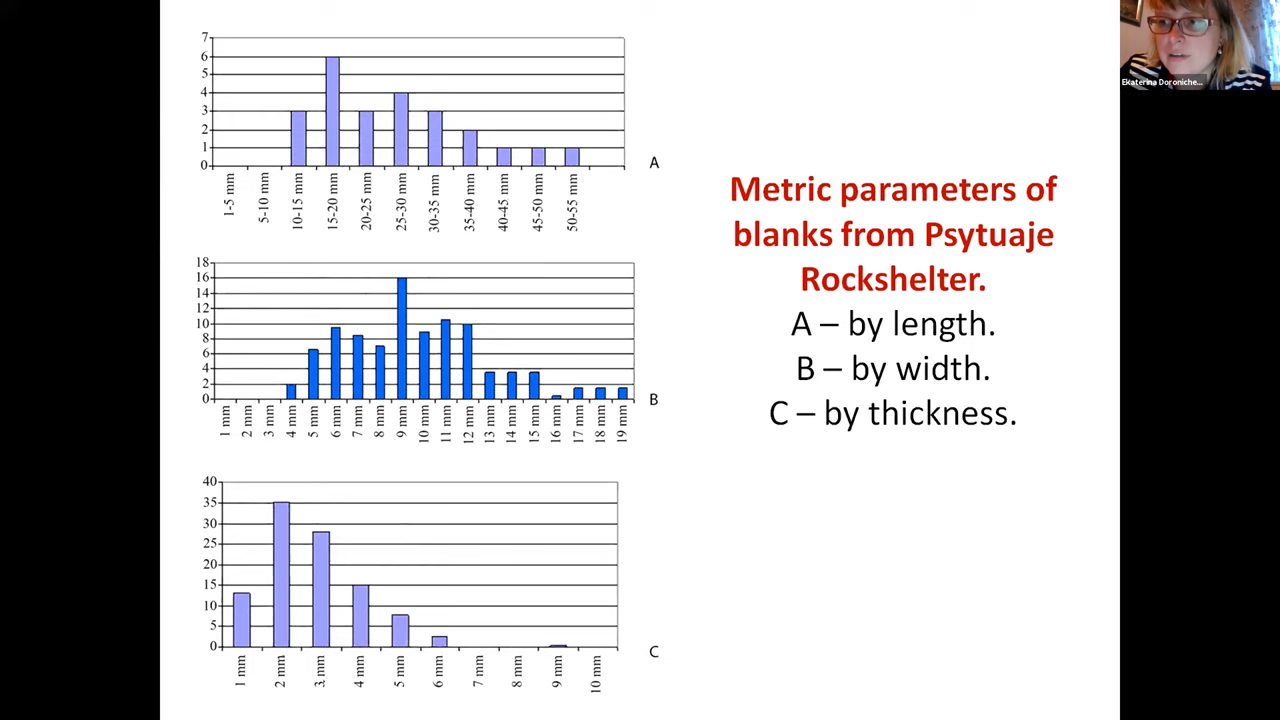 7
6
5
4
3
2
1
0
1-5 mm
5-10 mm
10-15 mm
15-20 mm
20-25 mm
25-30 mm
30-35 mm
35-40 mm
40-45 mm
45-50 mm
50-55 mm
A
18
16
14
12
10
8
6
4
2
0
1 mm
2 mm
3 mm
4 mm
5 mm
6 mm
7 mm
8 mm
9 mm
10 mm
11 mm
12 mm
13 mm
14 mm
15 mm
16 mm
17 mm
18 mm
19 mm
B
40
35
30
25
20
15
10
5
0
1 mm
2 mm
3 mm
4 mm
5 mm
6 mm
7 mm
8 mm
9 mm
10 mm
C
Metric parameters of
blanks from Psytuaje
Rockshelter.
A – by length.
B – by width.
C – by thickness.
Ekaterina Doroniche...